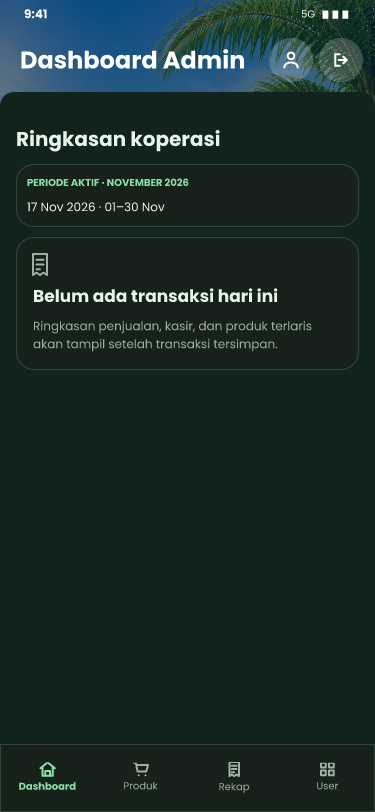 9:41
5G
Dashboard Admin
Ringkasan koperasi
PERIODE AKTIF · NOVEMBER 2026
17 Nov 2026 · 01–30 Nov
Belum ada transaksi hari ini
Ringkasan penjualan, kasir, dan produk terlaris
akan tampil setelah transaksi tersimpan.
Dashboard
Produk
Rekap
User